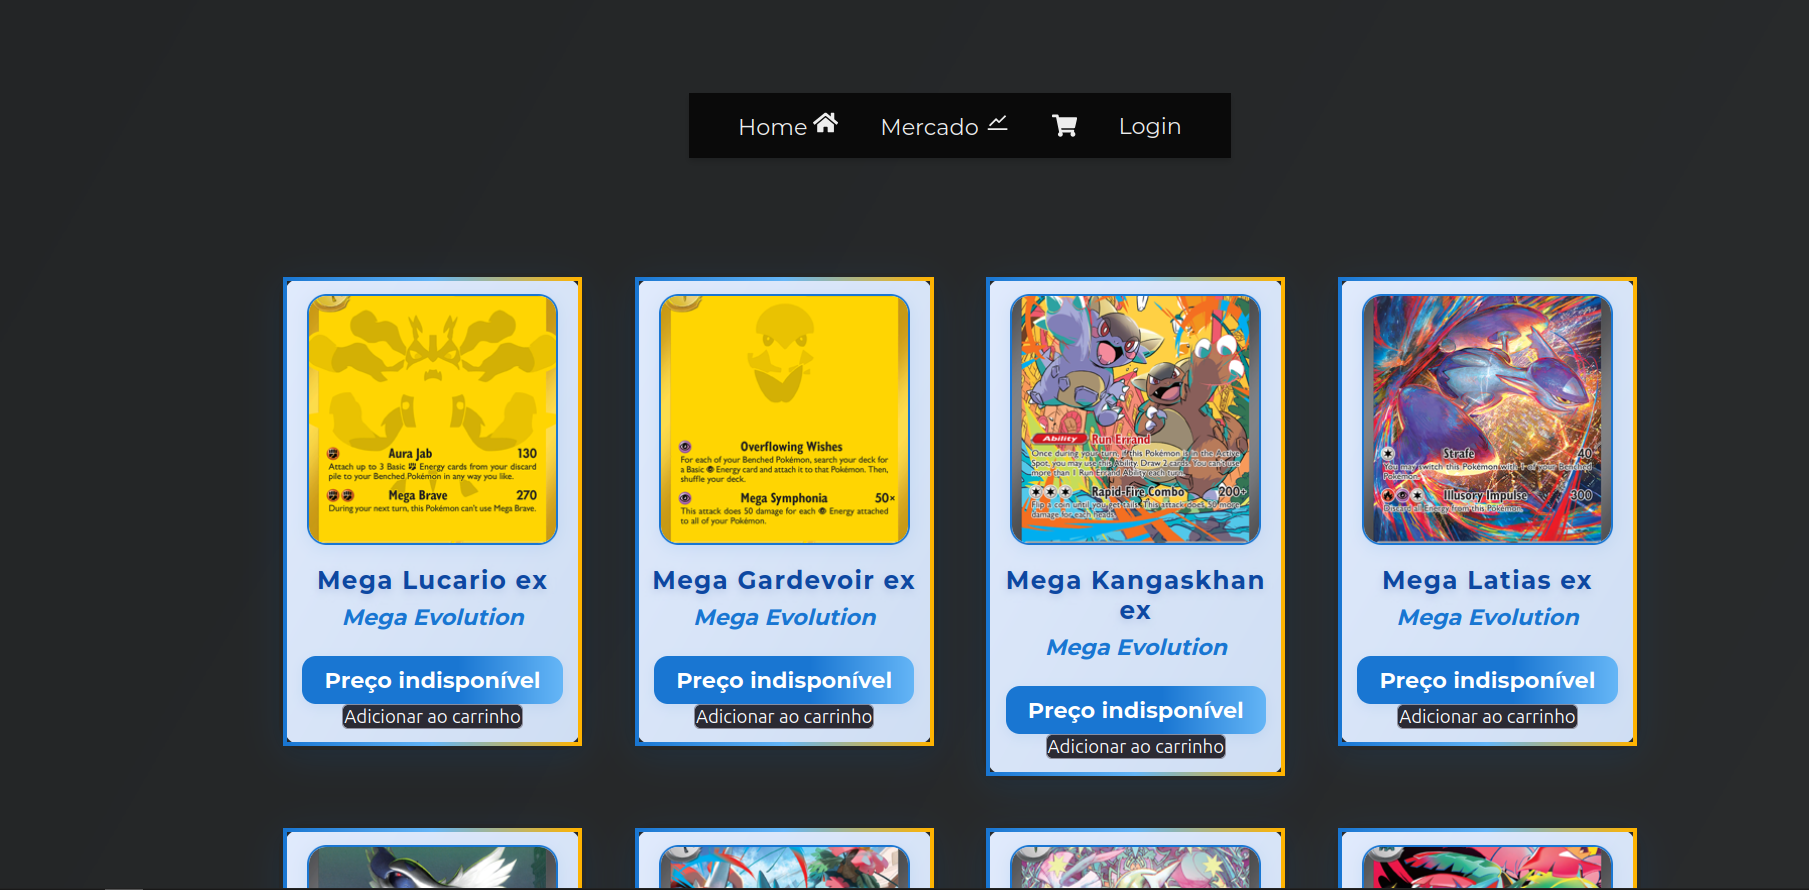 Home Mercado Login
Aura Jab 130
Attach up to 3 Basic Energy cards from your discard
pile to your Benched Pokémon in any way you like.
Mega Brave 270
During your next turn, this Pokémon can't use Mega Brave.
Mega Lucario ex
Mega Evolution
Preço indisponível
Adicionar ao carrinho
Overflowing Wishes
For each of your Benched Pokémon, search your deck for
a Basic Energy card and attach it to that Pokémon. Then,
shuffle your deck.
Mega Symphonia 50×
This attack does 50 damage for each Energy attached
to all of your Pokémon.
Mega Gardevoir ex
Mega Evolution
Preço indisponível
Adicionar ao carrinho
Ability Run Errand
Once during your turn, if this Pokémon is in the Active
Spot, you may use this Ability. Draw 2 cards. You can't use
more than 1 Run Errand Ability each turn.
Rapid-Fire Combo 200+
Flip a coin until you get tails. This attack does 50 more
damage for each heads.
Mega Kangaskhan
ex
Mega Evolution
Preço indisponível
Adicionar ao carrinho
Strafe 40
You may switch this Pokémon with 1 of your Benched
Pokémon.
Illusory Impulse 300
Discard all Energy from this Pokémon.
Mega Latias ex
Mega Evolution
Preço indisponível
Adicionar ao carrinho